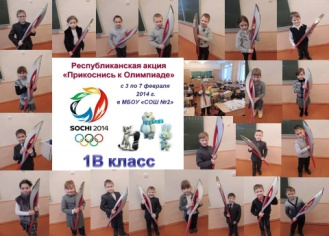 Республиканская акция
«Прикоснись к Олимпиаде»
с 3 по 7 февраля
2014 г.
в МБОУ «СОШ №2»
SOCHI 2014
1В класс